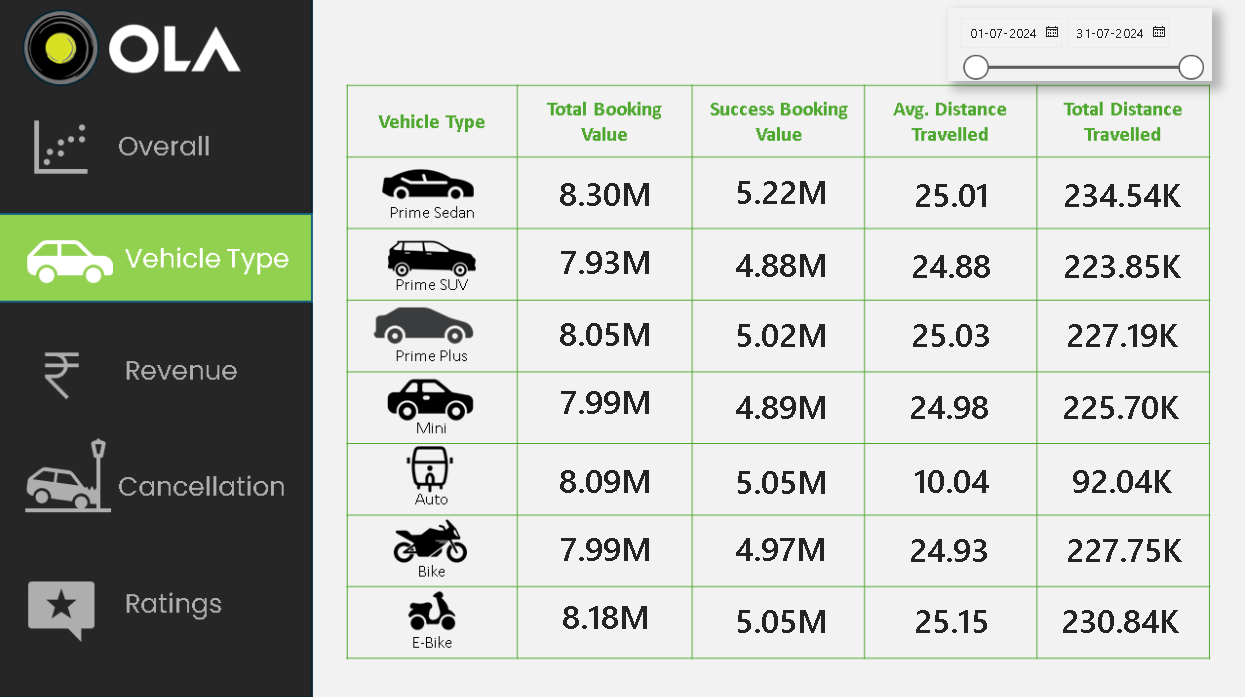 OLA
01-07-2024 31-07-2024
Overall
Vehicle Type
Revenue
Cancellation
Ratings
Vehicle Type Total Booking Value Success Booking Value Avg. Distance Travelled Total Distance Travelled
Prime Sedan 8.30M 5.22M 25.01 234.54K
Prime SUV 7.93M 4.88M 24.88 223.85K
Prime Plus 8.05M 5.02M 25.03 227.19K
Mini 7.99M 4.89M 24.98 225.70K
Auto 8.09M 5.05M 10.04 92.04K
Bike 7.99M 4.97M 24.93 227.75K
E-Bike 8.18M 5.05M 25.15 230.84K